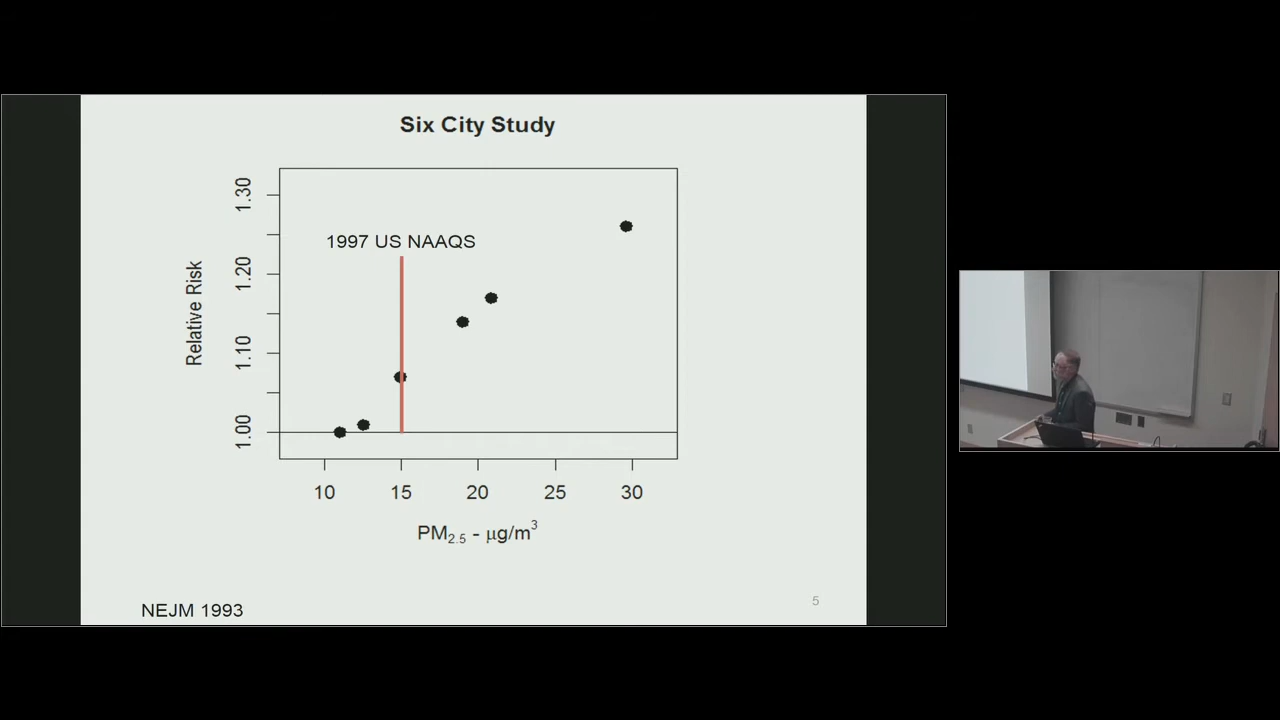 Six City Study
1.30
1997 US NAAQS
1.20
Relative Risk
1.10
1.00
10 15 20 25 30
PM2.5 - μg/m3
5
NEJM 1993